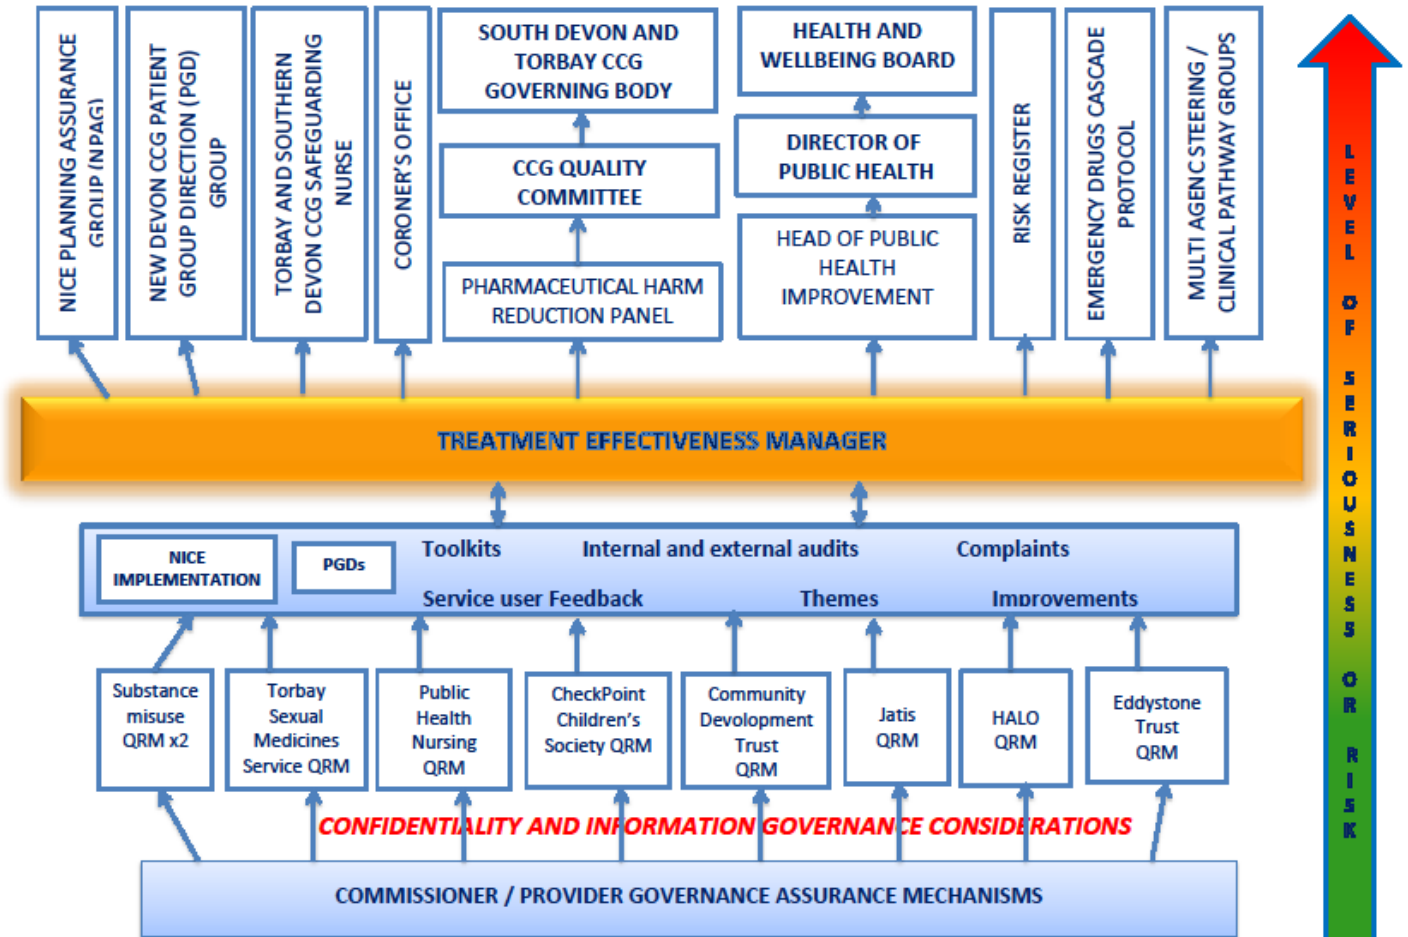 NICE PLANNING ASSURANCE
GROUP (NPAG)
NEW DEVON CCG PATIENT
GROUP DIRECTION (PGD)
GROUP
TORBAY AND SOUTHERN
DEVON CCG SAFEGUARDING
NURSE
CORONER'S OFFICE
SOUTH DEVON AND
TORBAY CCG
GOVERNING BODY
CCG QUALITY
COMMITTEE
PHARMACEUTICAL HARM
REDUCTION PANEL
HEALTH AND
WELLBEING BOARD
DIRECTOR OF
PUBLIC HEALTH
HEAD OF PUBLIC
HEALTH
IMPROVEMENT
RISK REGISTER
EMERGENCY DRUGS CASCADE
PROTOCOL
MULTI AGENC STEERING /
CLINICAL PATHWAY GROUPS
LEVEL OF SERIOUSNESS OR RISK
TREATMENT EFFECTIVENESS MANAGER
NICE
IMPLEMENTATION
PGDs
Toolkits Internal and external audits Complaints
Service user Feedback Themes Improvements
Substance
misuse
QRM x2
Torbay
Sexual
Medicines
Service QRM
Public
Health
Nursing
QRM
CheckPoint
Children's
Society QRM
Community
Devolopment
Trust
QRM
Jatis
QRM
HALO
QRM
Eddystone
Trust
QRM
CONFIDENTIALITY AND INFORMATION GOVERNANCE CONSIDERATIONS
COMMISSIONER / PROVIDER GOVERNANCE ASSURANCE MECHANISMS